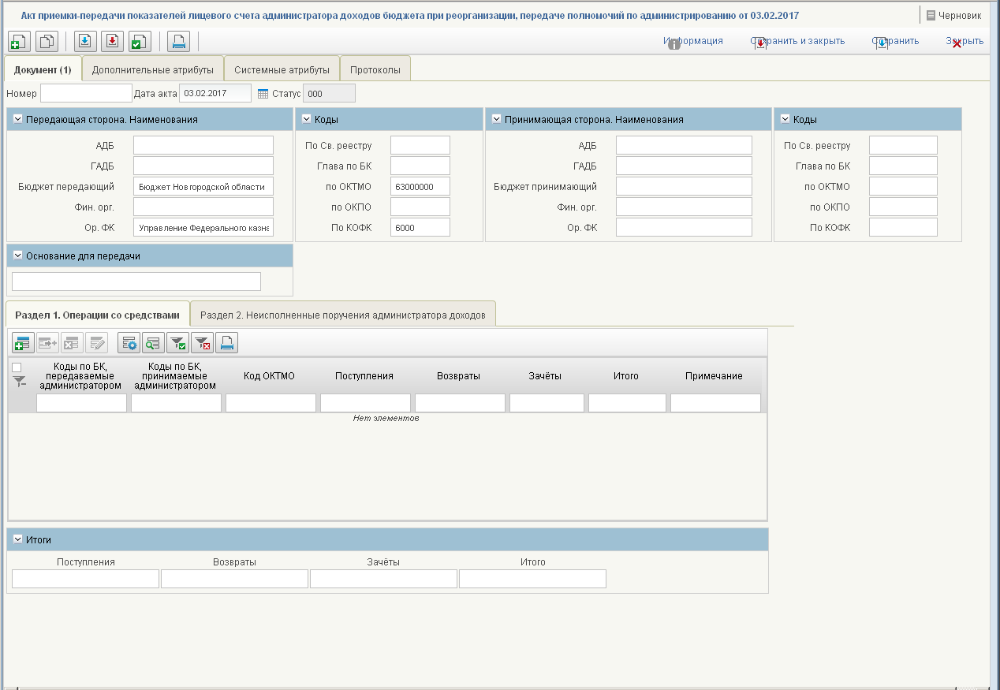 Акт приемки-передачи показателей лицевого счета администратора доходов бюджета при реорганизации, передаче полномочий по администрированию от 03.02.2017
Черновик
Информация Сохранить и закрыть Сохранить Закрыть
Документ (1) Дополнительные атрибуты Системные атрибуты Протоколы
Номер Дата акта 03.02.2017 Статус 000
Передающая сторона. Наименования Коды Принимающая сторона. Наименования Коды
АДБ По Св. реестру АДБ По Св. реестру
ГАДБ Глава по БК ГАДБ Глава по БК
Бюджет передающий Бюджет Новгородской области по ОКТМО 63000000 Бюджет принимающий по ОКТМО
Фин. орг. по ОКПО Фин. орг. по ОКПО
Ор. ФК Управление Федерального казна По КОФК 6000 Ор. ФК По КОФК
Основание для передачи
Раздел 1. Операции со средствами Раздел 2. Неисполненные поручения администратора доходов
Коды по БК, передаваемые администратором Коды по БК, принимаемые администратором Код ОКТМО Поступления Возвраты Зачёты Итого Примечание
Нет элементов
Итоги
Поступления Возвраты Зачёты Итого